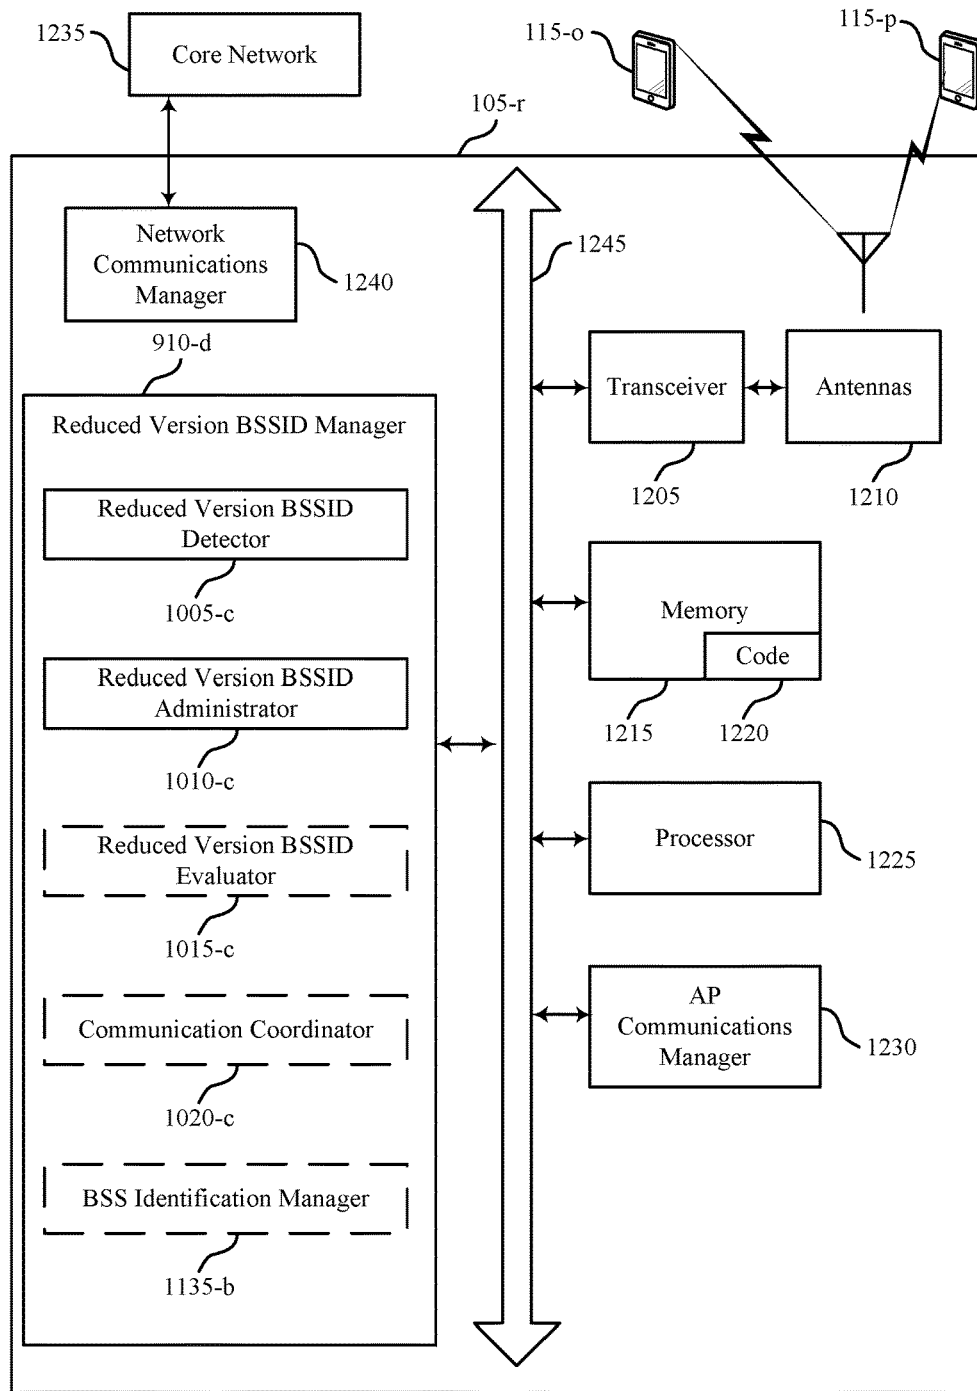 1235
Core Network
115-o
115-p
105-r
Network
Communications
Manager
1240
1245
910-d
Reduced Version BSSID Manager
Reduced Version BSSID
Detector
1005-c
Reduced Version BSSID
Administrator
1010-c
Reduced Version BSSID
Evaluator
1015-c
Communication Coordinator
1020-c
BSS Identification Manager
1135-b
Transceiver
1205
Antennas
1210
Memory
Code
1215
1220
Processor
1225
AP
Communications
Manager
1230